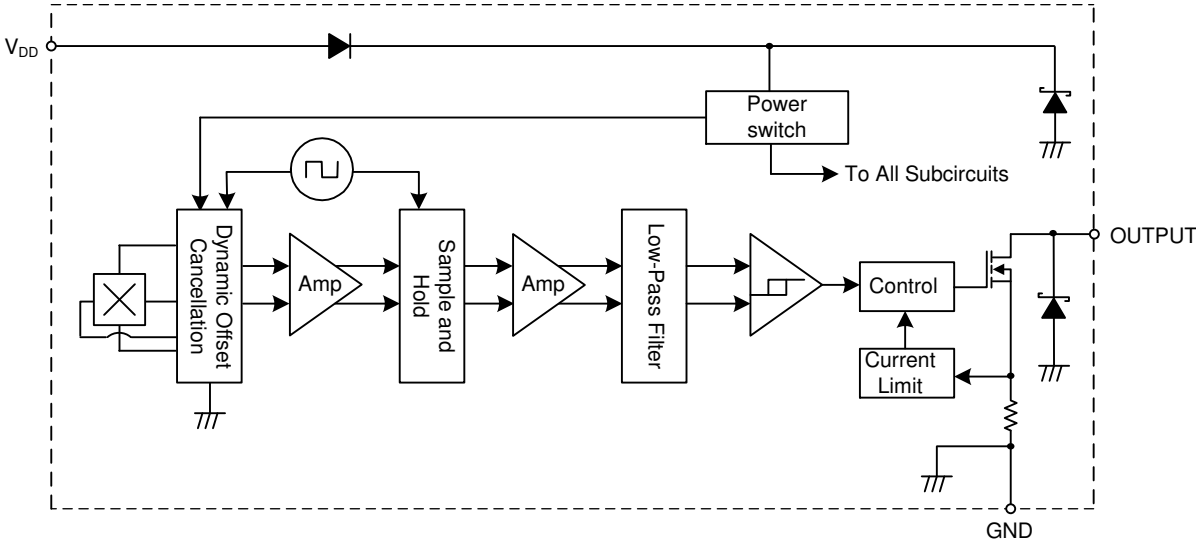 V_DD
Power
switch
To All Subcircuits
OUTPUT
Dynamic Offset
Cancellation
Amp
Sample and
Hold
Amp
Low-Pass Filter
Control
Current
Limit
GND